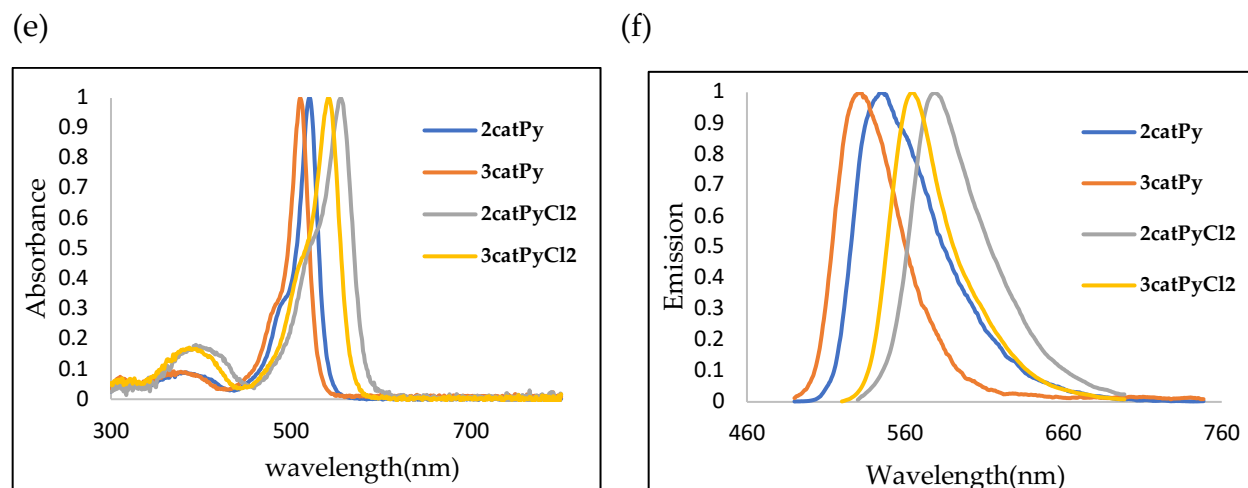 (e)
(f)
1
0.9
0.8
0.7
0.6
0.5
0.4
0.3
0.2
0.1
0
Absorbance
300
500
700
wavelength(nm)
2catPy
3catPy
2catPyCl2
3catPyCl2
1
0.9
0.8
0.7
0.6
0.5
0.4
0.3
0.2
0.1
0
Emission
460
560
660
760
Wavelength(nm)
2catPy
3catPy
2catPyCl2
3catPyCl2